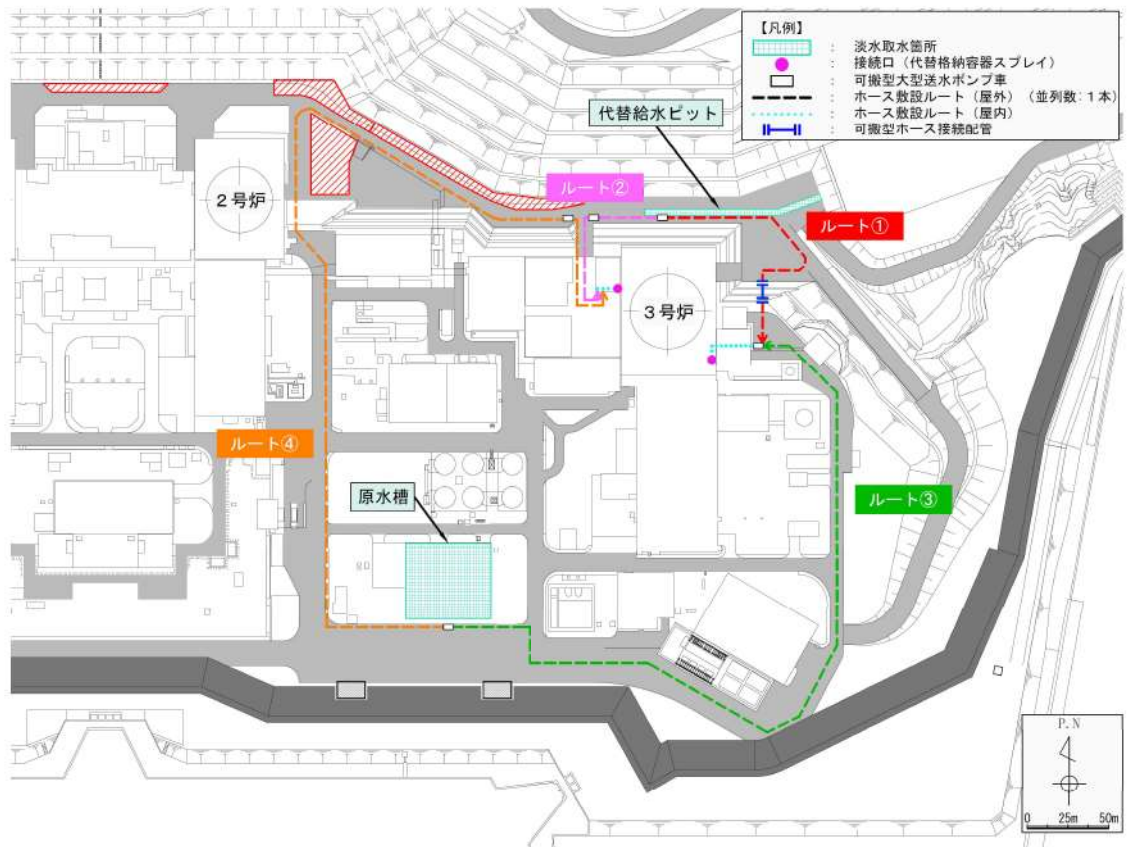 【凡例】
： 淡水取水箇所
： 接続口（代替格納容器スプレイ）
： 可搬型大型送水ポンプ車
： ホース敷設ルート（屋外）（並列数：1本）
： ホース敷設ルート（屋内）
： 可搬型ホース接続配管
代替給水ピット
ルート②
2号炉
ルート①
3号炉
ルート④
原水槽
ルート③
P.N
0 25m 50m